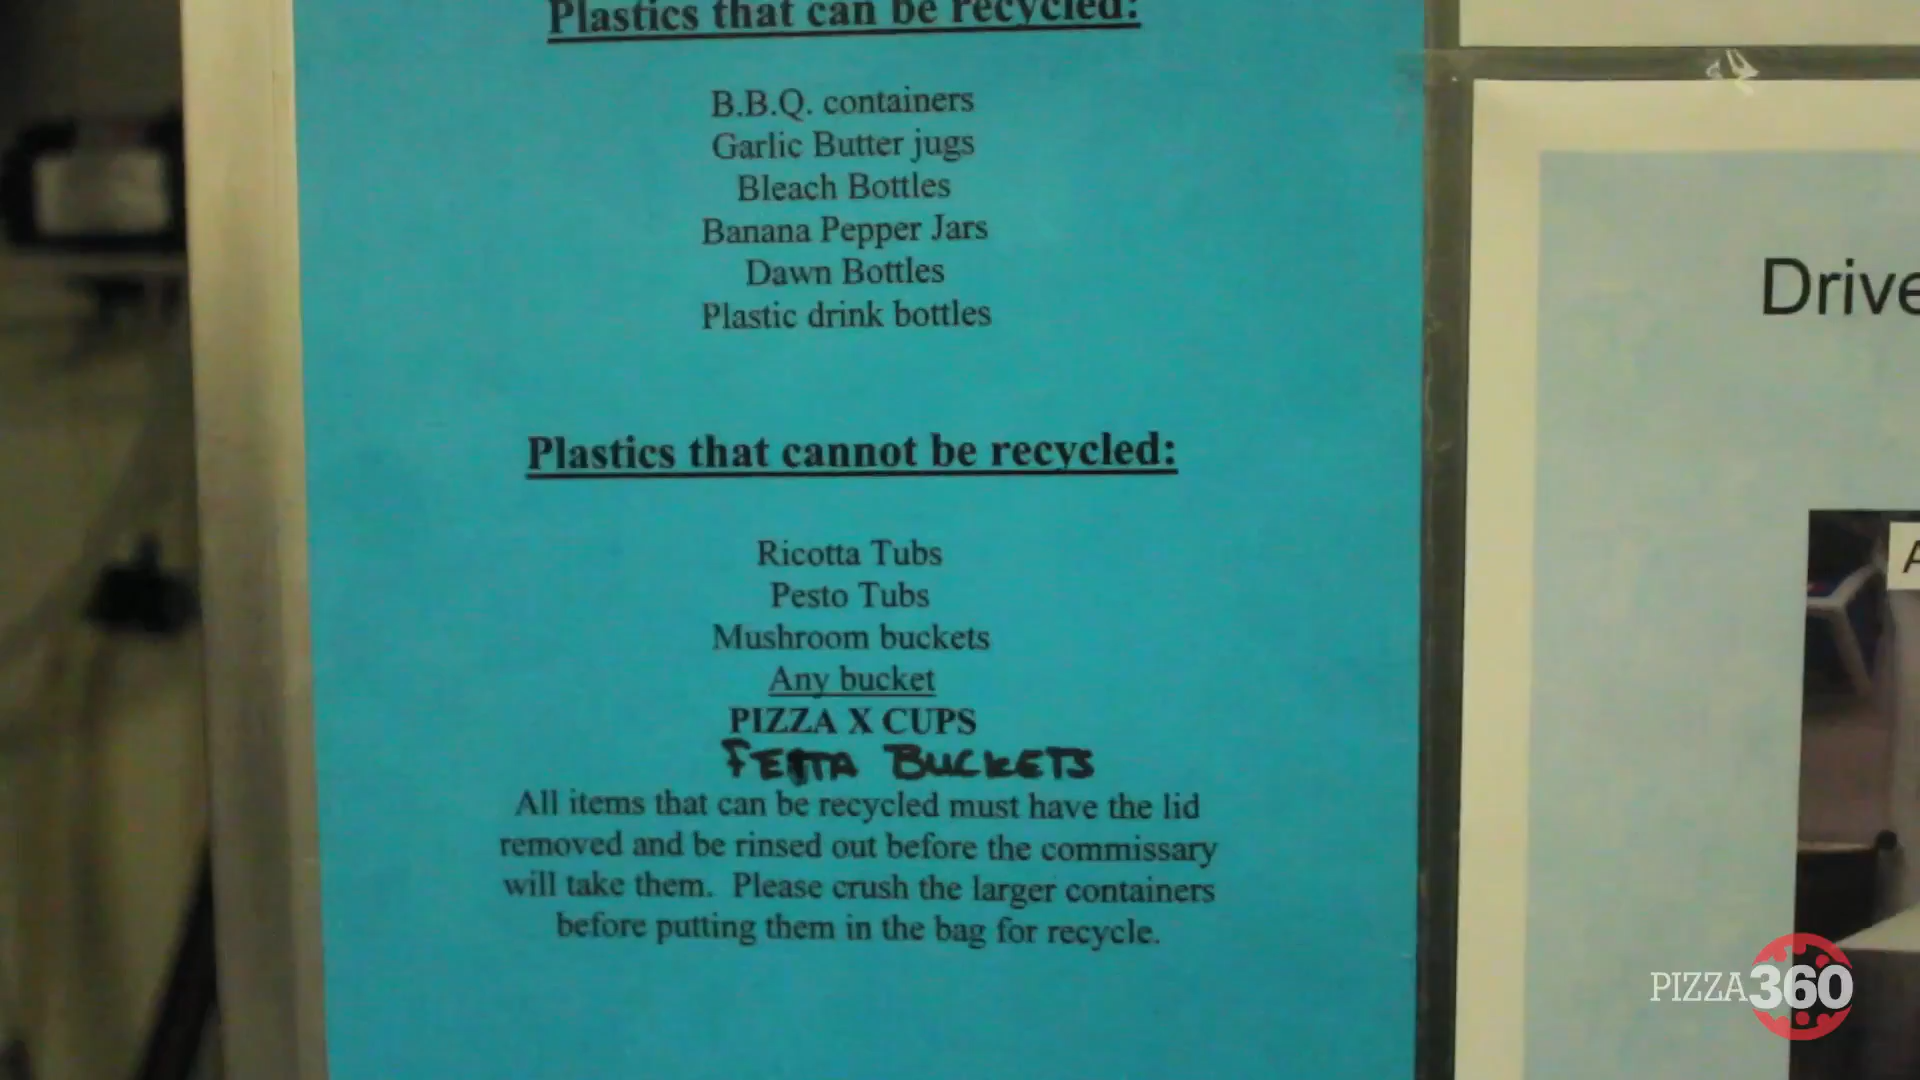 Plastics that can be recycled:
B.B.Q. containers
Garlic Butter jugs
Bleach Bottles
Banana Pepper Jars
Dawn Bottles
Plastic drink bottles
Plastics that cannot be recycled:
Ricotta Tubs
Pesto Tubs
Mushroom buckets
Any bucket
PIZZA X CUPS
FETTA BUCKETS
All items that can be recycled must have the lid
removed and be rinsed out before the commissary
will take them. Please crush the larger containers
before putting them in the bag for recycle.
Drive
A
PIZZA360